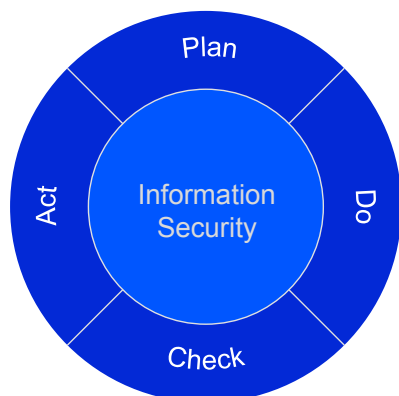 Plan
Do
Check
Act
Information
Security